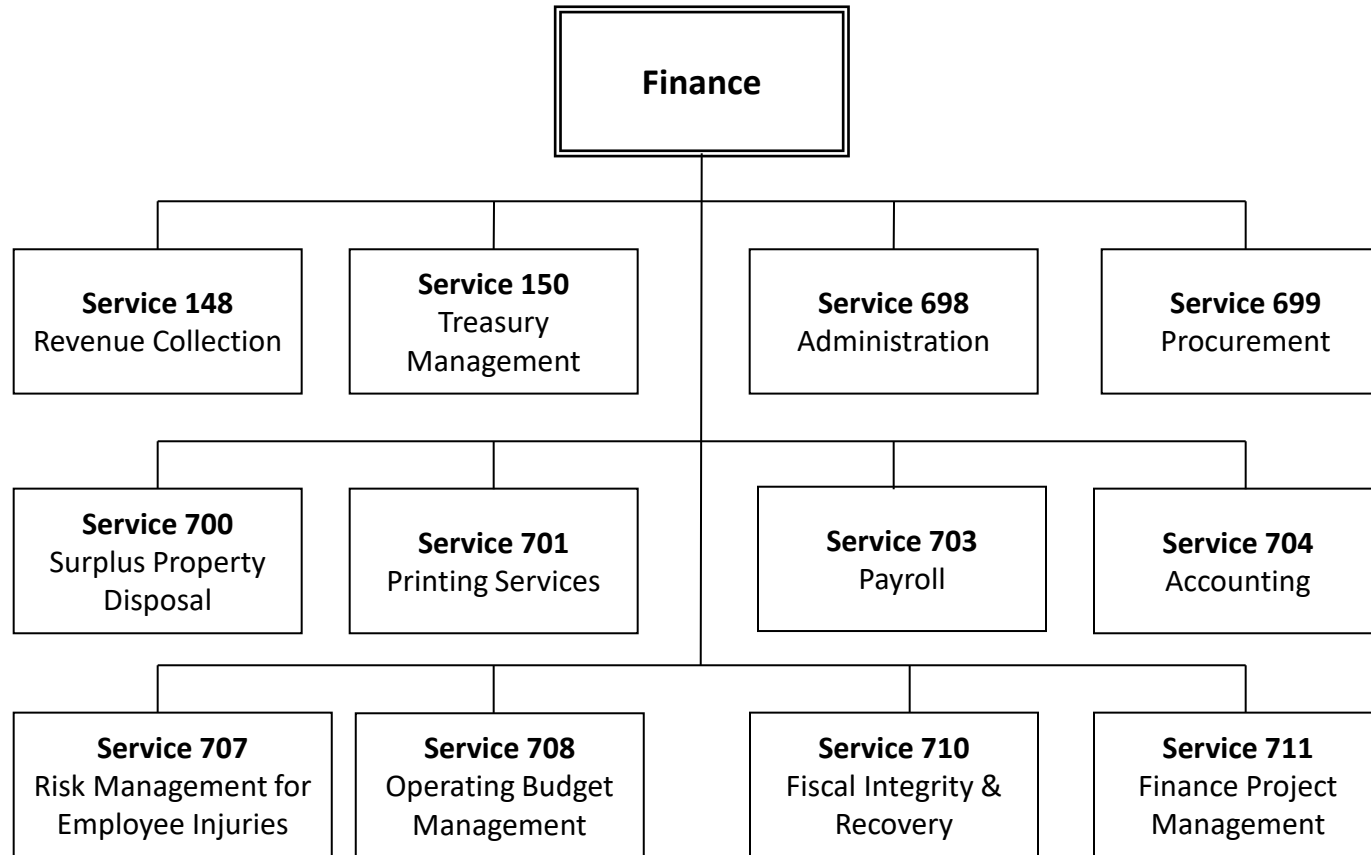 Finance
Service 148
Revenue Collection
Service 150
Treasury
Management
Service 698
Administration
Service 699
Procurement
Service 700
Surplus Property
Disposal
Service 701
Printing Services
Service 703
Payroll
Service 704
Accounting
Service 707
Risk Management for
Employee Injuries
Service 708
Operating Budget
Management
Service 710
Fiscal Integrity &
Recovery
Service 711
Finance Project
Management